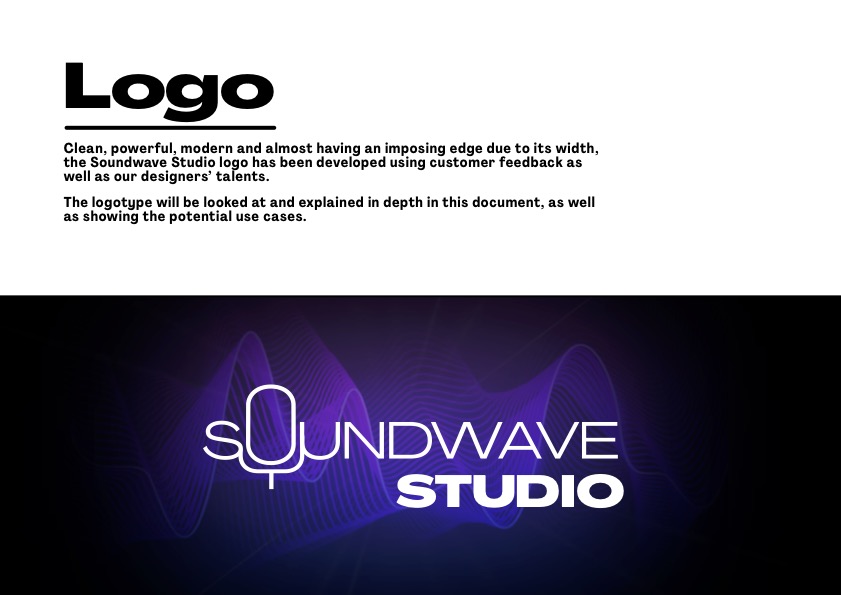 Logo
Clean, powerful, modern and almost having an imposing edge due to its width,
the Soundwave Studio logo has been developed using customer feedback as
well as our designers’ talents.
The logotype will be looked at and explained in depth in this document, as well
as showing the potential use cases.
SOUNDWAVE
STUDIO